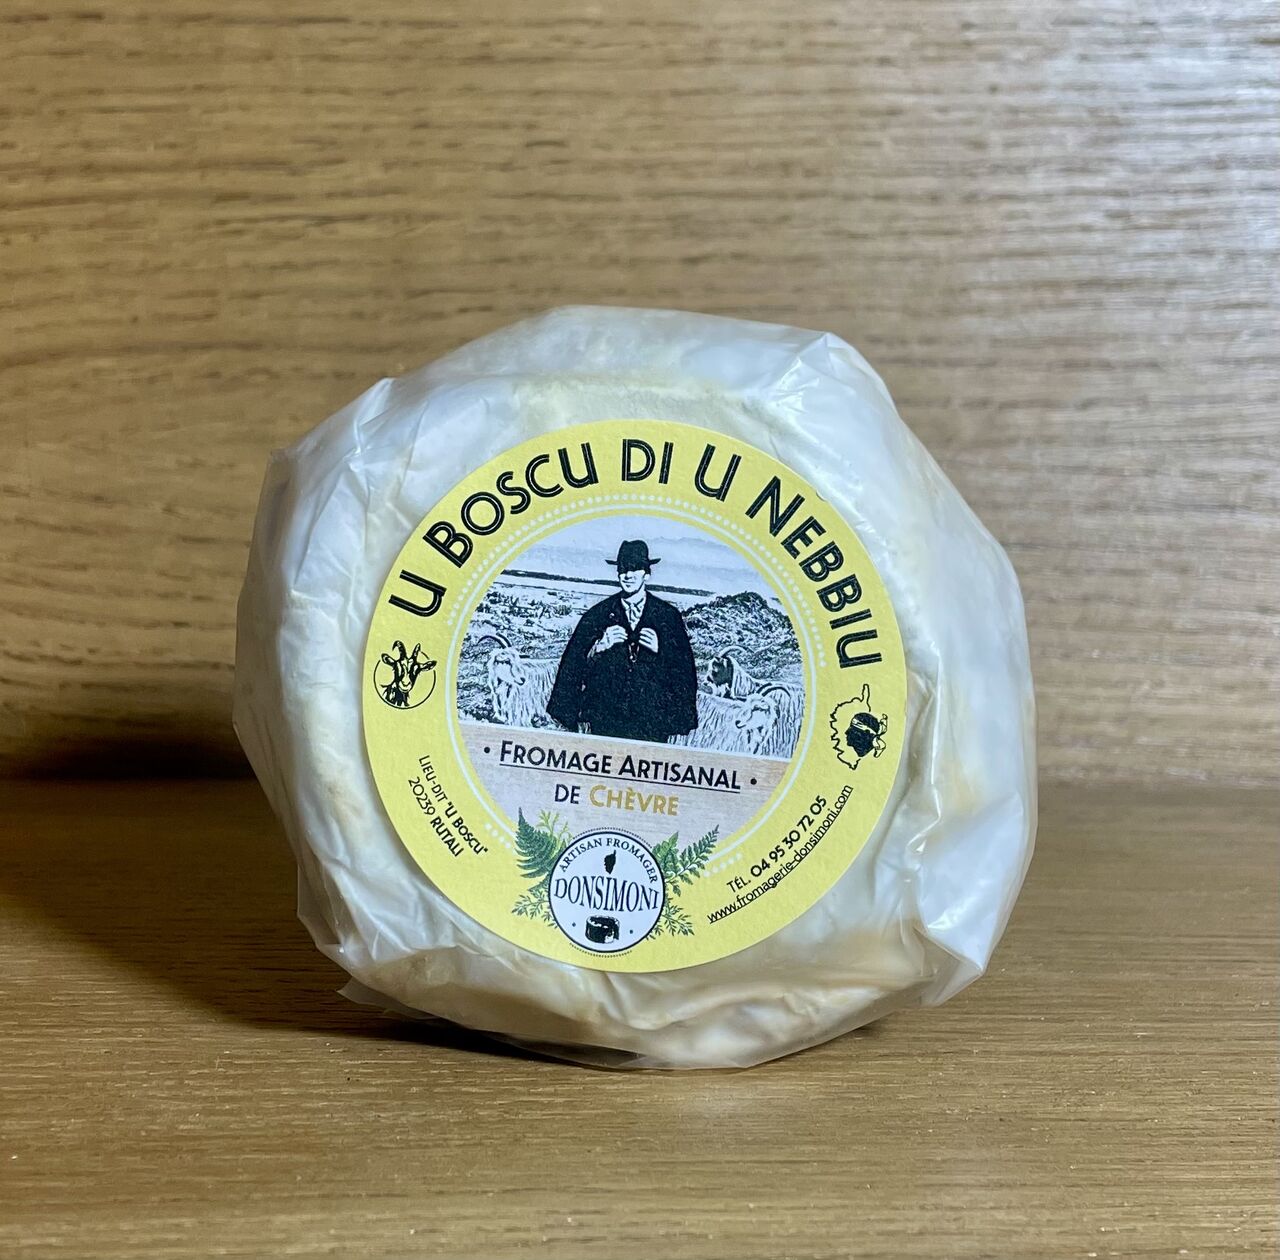 U BOSCU DI U NEBBIU
• FROMAGE ARTISANAL •
DE CHÈVRE
LIEU-DIT "U BOSCU"
20239 RUTALI
ARTISAN FROMAGER
DONSIMONI
TÉL. 04 95 30 72 05
www.fromagerie-donsimoni.com